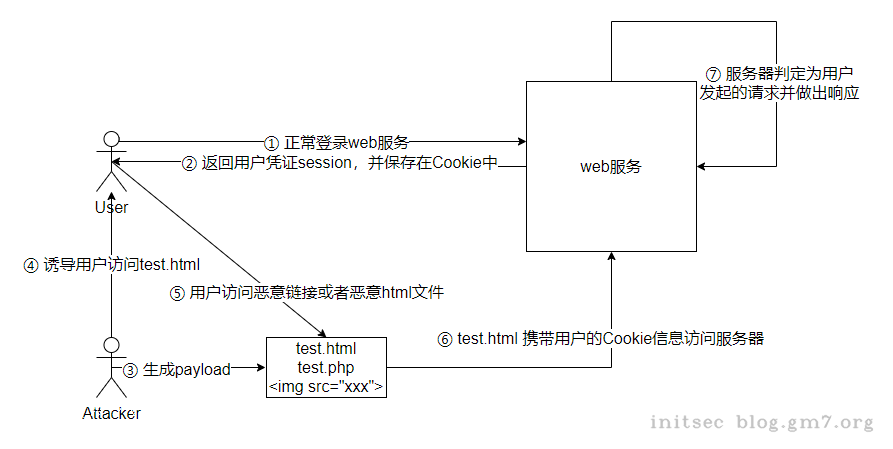 ⑦ 服务器判定为用户
发起的请求并做出响应
① 正常登录web服务
② 返回用户凭证session，并保存在Cookie中
web服务
User
④ 诱导用户访问test.html
⑤ 用户访问恶意链接或者恶意html文件
⑥ test.html 携带用户的Cookie信息访问服务器
test.html
test.php
<img src="xxx">
③ 生成payload
Attacker
initsec blog.gm7.org